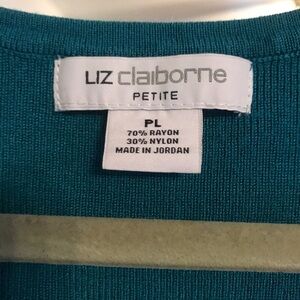 LIZ claiborne
PETITE
PL
70% RAYON
30% NYLON
MADE IN JORDAN